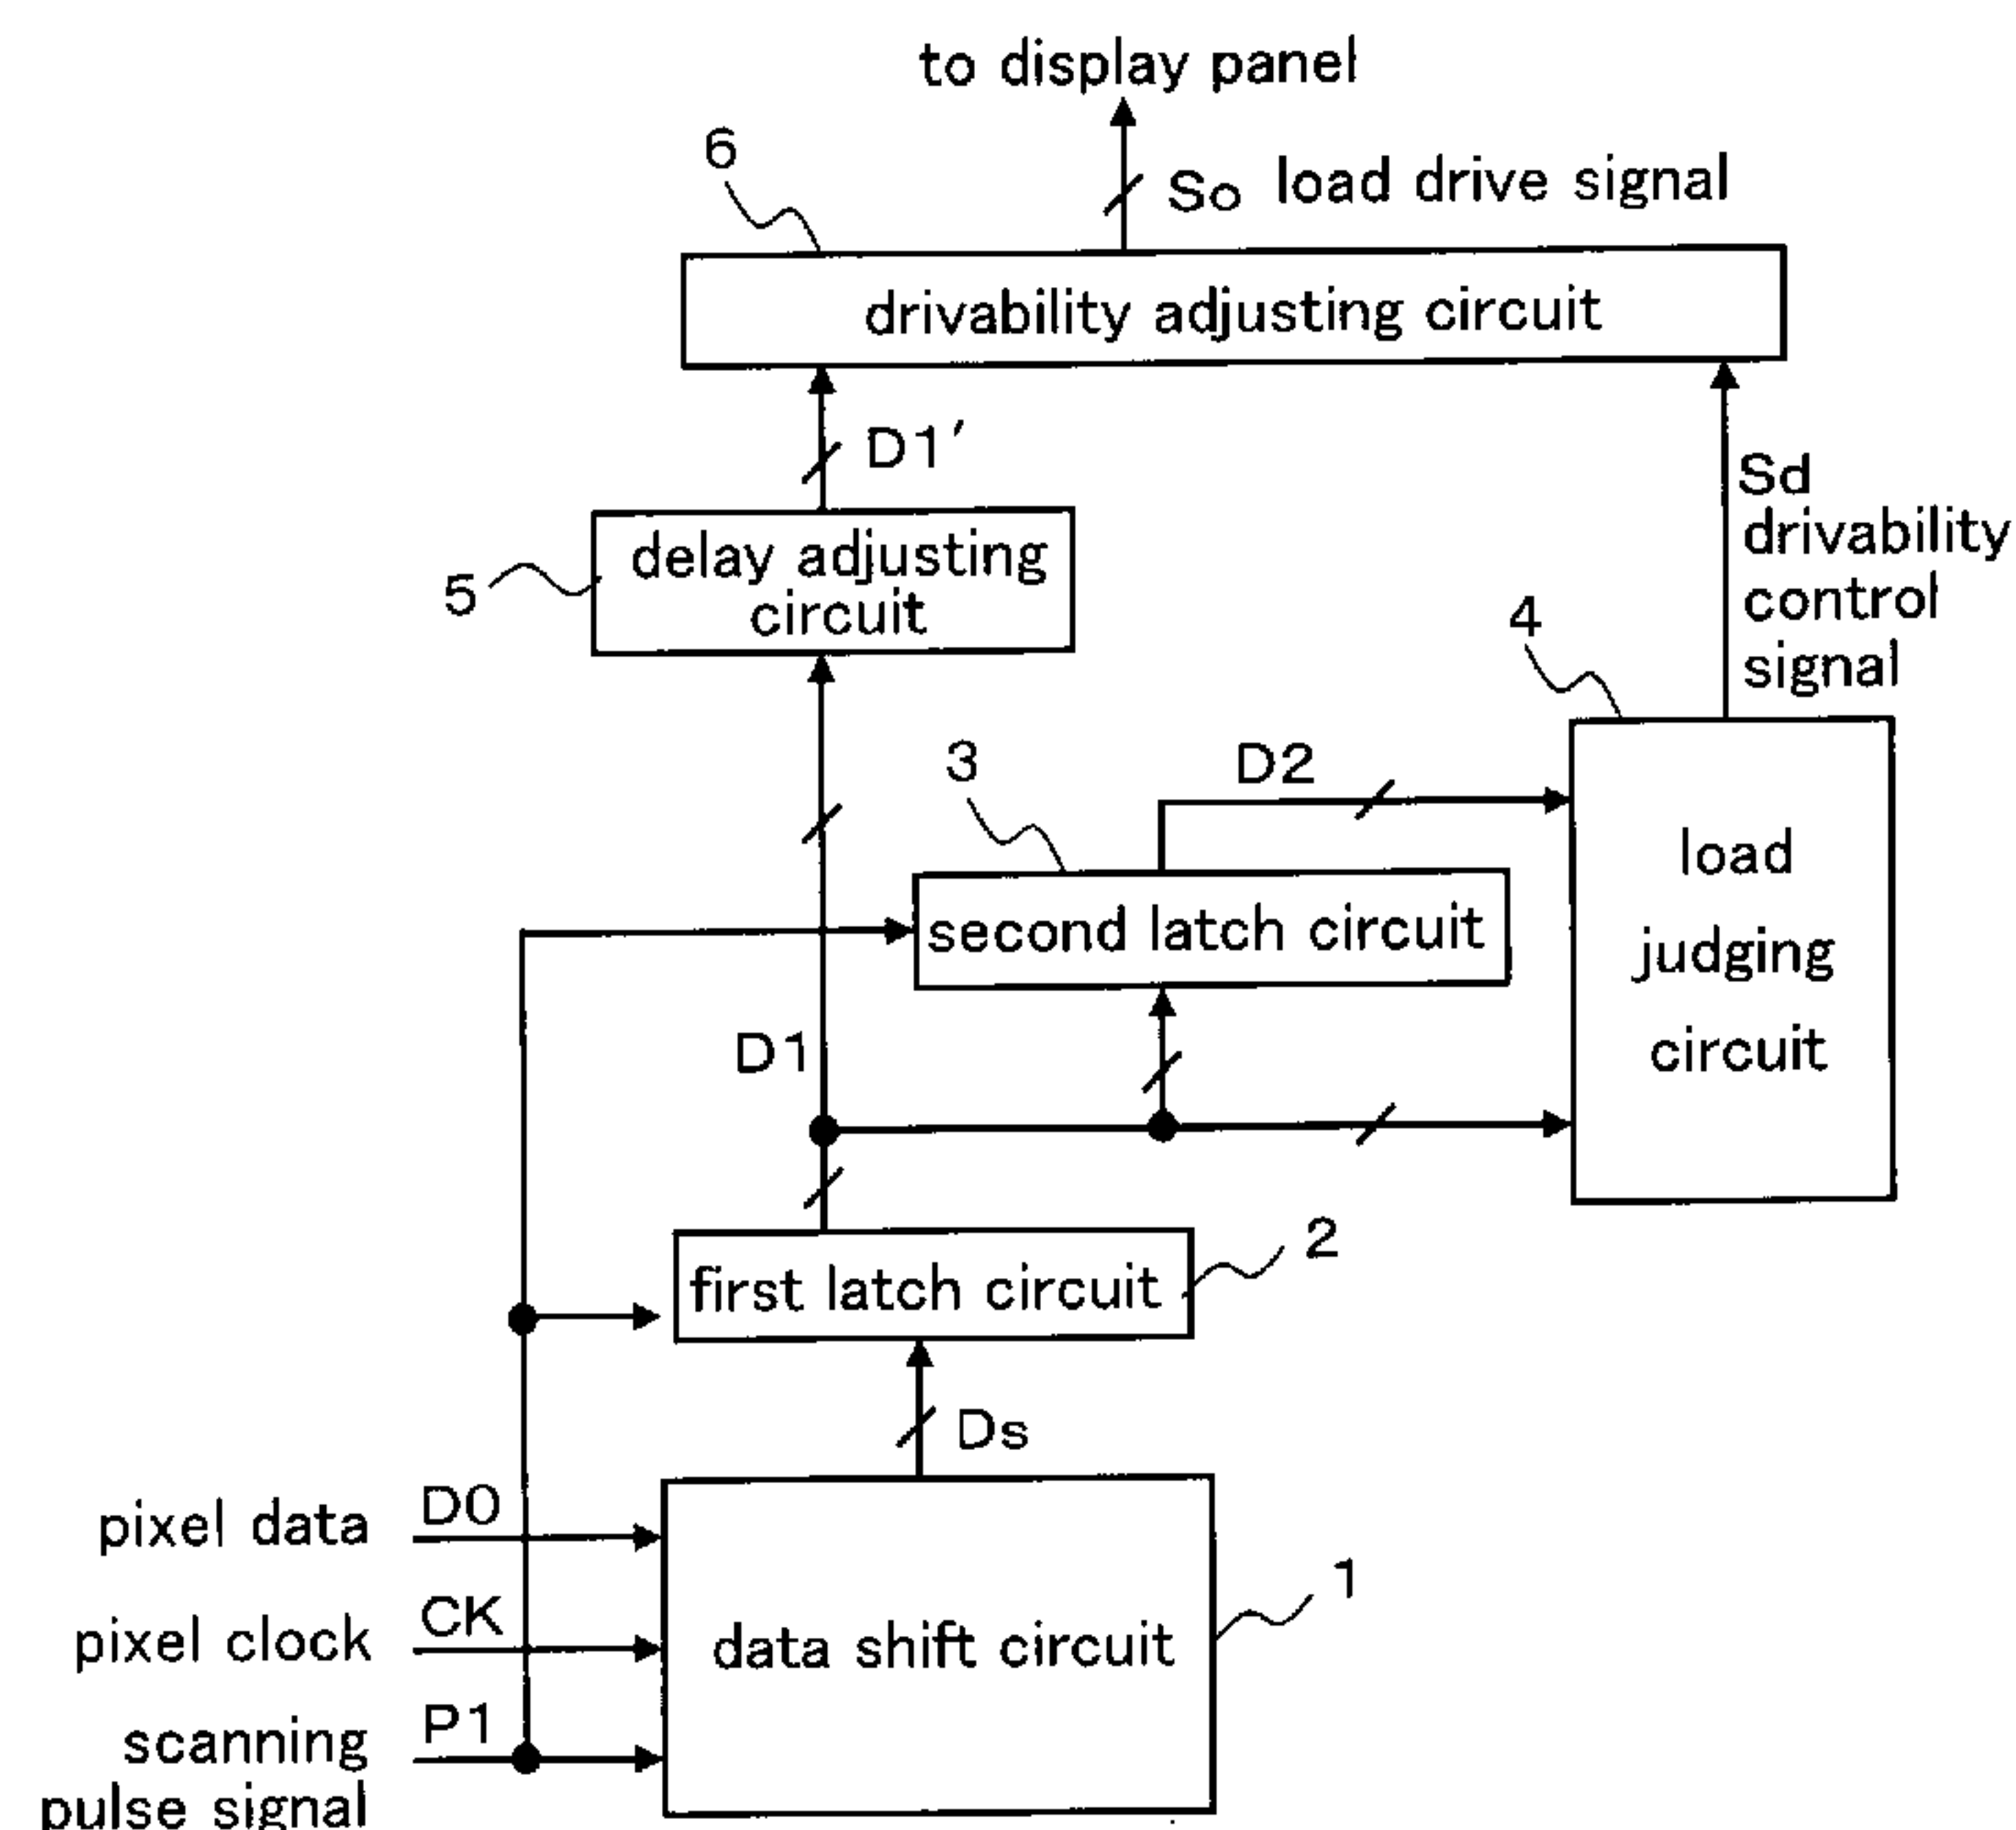 to display panel
6
So load drive signal
drivability adjusting circuit
D1'
Sd
drivability
control
signal
5
delay adjusting
circuit
4
3
D2
load
judging
circuit
second latch circuit
D1
2
first latch circuit
Ds
pixel data D0
pixel clock CK
data shift circuit
1
scanning P1
pulse signal